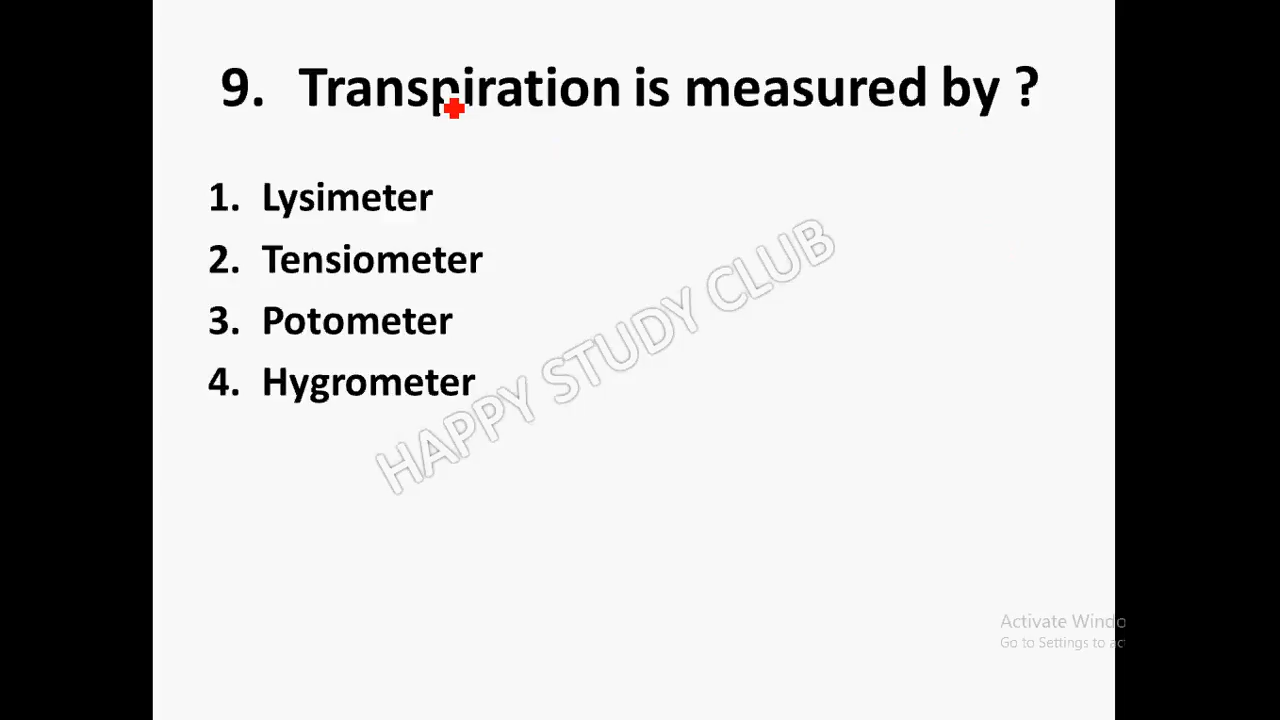 9. Transpiration is measured by ?
1. Lysimeter
2. Tensiometer
3. Potometer
4. Hygrometer
HAPPY STUDY CLUB
Activate Windo
Go to Settings to ac